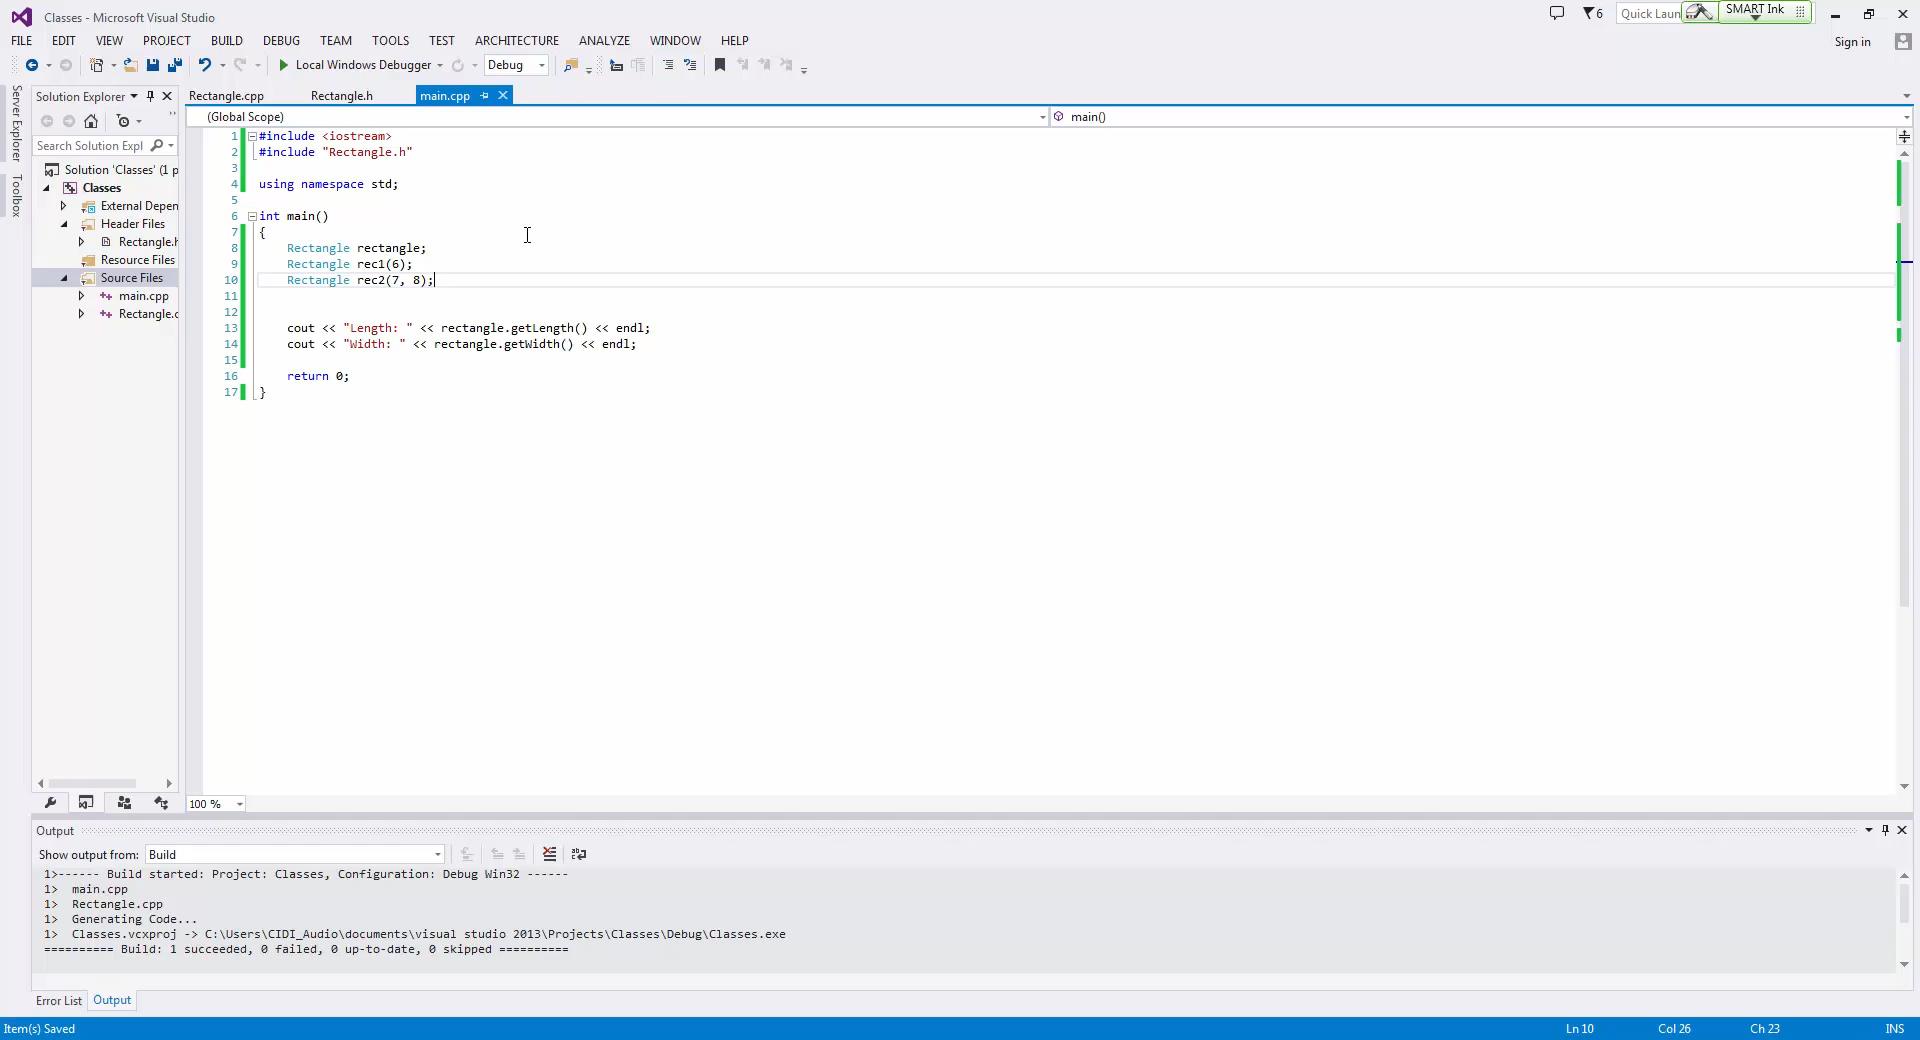 Classes - Microsoft Visual Studio
6
Quick Laun
SMART Ink
FILE EDIT VIEW PROJECT BUILD DEBUG TEAM TOOLS TEST ARCHITECTURE ANALYZE WINDOW HELP
Sign in
Local Windows Debugger
Debug
Server Explorer
Toolbox
Solution Explorer
Search Solution Expl
Solution 'Classes' (1 p
Classes
External Depen
Header Files
Rectangle.h
Resource Files
Source Files
main.cpp
Rectangle.c
Rectangle.cpp Rectangle.h main.cpp
(Global Scope) main()
1 #include <iostream>
2 #include "Rectangle.h"
3
4 using namespace std;
5
6 int main()
7 {
8 Rectangle rectangle;
9 Rectangle rec1(6);
10 Rectangle rec2(7, 8);
11
12
13 cout << "Length: " << rectangle.getLength() << endl;
14 cout << "Width: " << rectangle.getWidth() << endl;
15
16 return 0;
17 }
100 %
Output
Show output from: Build
1>------ Build started: Project: Classes, Configuration: Debug Win32 ------
1> main.cpp
1> Rectangle.cpp
1> Generating Code...
1> Classes.vcxproj -> C:\Users\CIDI_Audio\documents\visual studio 2013\Projects\Classes\Debug\Classes.exe
========== Build: 1 succeeded, 0 failed, 0 up-to-date, 0 skipped ==========
Error List Output
Item(s) Saved Ln 10 Col 26 Ch 23 INS